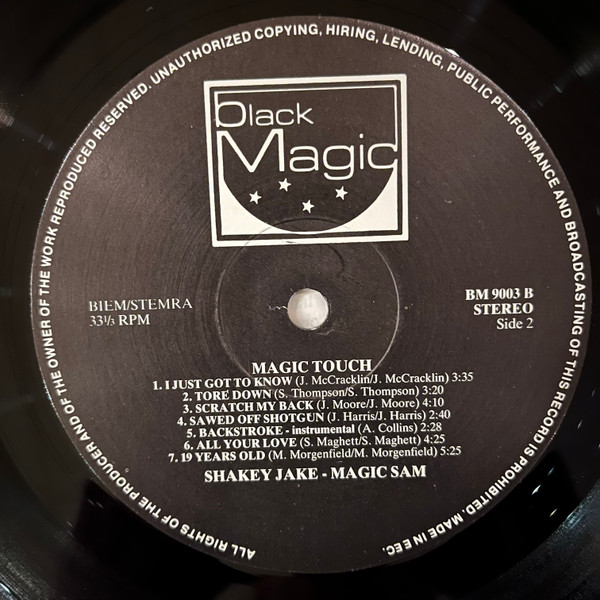 ALL RIGHTS OF THE PRODUCER AND OF THE OWNER OF THE WORK REPRODUCED RESERVED. UNAUTHORIZED COPYING, HIRING, LENDING, PUBLIC PERFORMANCE AND BROADCASTING OF THIS RECORD IS PROHIBITED. MADE IN EEC.
black
Magic
BIEM/STEMRA
33⅓ RPM
BM 9003 B
STEREO
Side 2
MAGIC TOUCH
1. I JUST GOT TO KNOW (J. McCracklin/J. McCracklin) 3:35
2. TORE DOWN (S. Thompson/S. Thompson) 3:20
3. SCRATCH MY BACK (J. Moore/J. Moore) 4:10
4. SAWED OFF SHOTGUN (J. Harris/J. Harris) 2:40
5. BACKSTROKE - instrumental (A. Collins) 2:28
6. ALL YOUR LOVE (S. Maghett/S. Maghett) 4:25
7. 19 YEARS OLD (M. Morgenfield/M. Morgenfield) 5:25
SHAKEY JAKE - MAGIC SAM